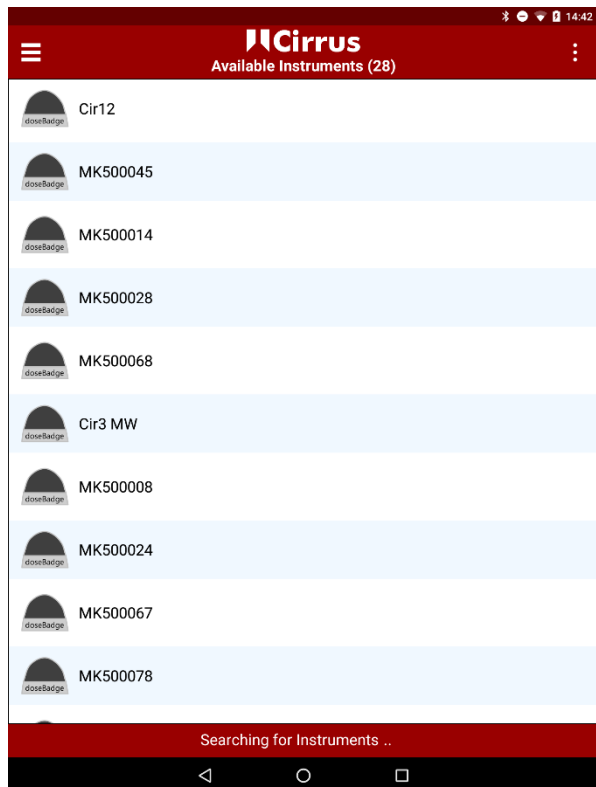 14:42
Cirrus
Available Instruments (28)
doseBadge
Cir12
doseBadge
MK500045
doseBadge
MK500014
doseBadge
MK500028
doseBadge
MK500068
doseBadge
Cir3 MW
doseBadge
MK500008
doseBadge
MK500024
doseBadge
MK500067
doseBadge
MK500078
Searching for Instruments ..